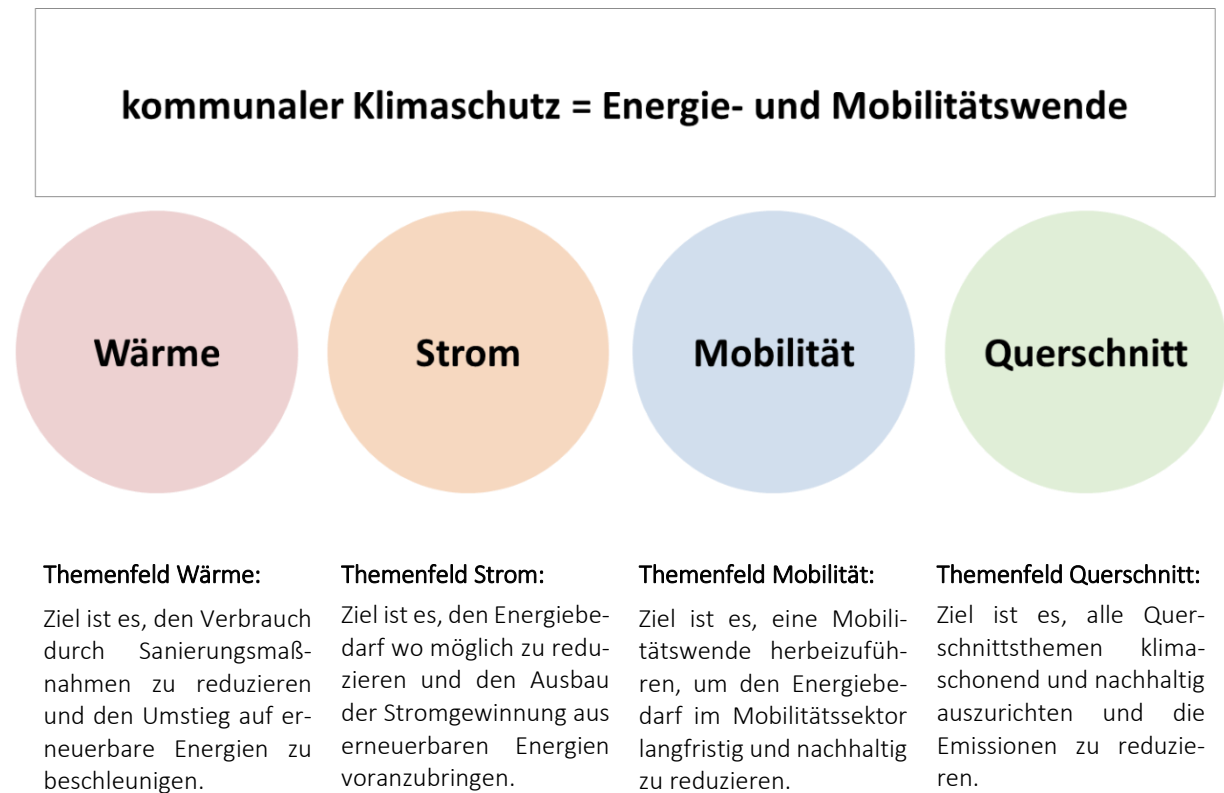 kommunaler Klimaschutz = Energie- und Mobilitätswende
Wärme
Strom
Mobilität
Querschnitt
Themenfeld Wärme:
Ziel ist es, den Verbrauch
durch Sanierungsmaß-
nahmen zu reduzieren
und den Umstieg auf er-
neuerbare Energien zu
beschleunigen.
Themenfeld Strom:
Ziel ist es, den Energiebe-
darf wo möglich zu redu-
zieren und den Ausbau
der Stromgewinnung aus
erneuerbaren Energien
voranzubringen.
Themenfeld Mobilität:
Ziel ist es, eine Mobili-
tätswende herbeizufüh-
ren, um den Energiebe-
darf im Mobilitätssektor
langfristig und nachhaltig
zu reduzieren.
Themenfeld Querschnitt:
Ziel ist es, alle Quer-
schnittsthemen klima-
schonend und nachhaltig
auszurichten und die
Emissionen zu reduzie-
ren.